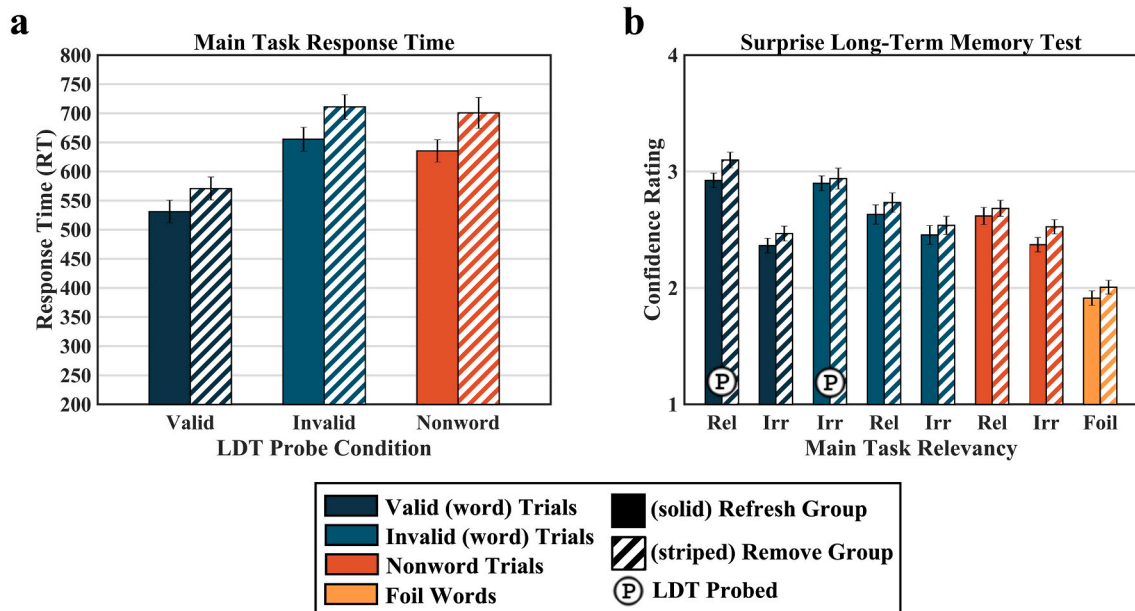 a
Main Task Response Time
800
750
700
650
600
550
500
450
400
350
300
250
200
Response Time (RT)
Valid Invalid Nonword
LDT Probe Condition
b
Surprise Long-Term Memory Test
4
3
2
1
Confidence Rating
P P
Rel Irr Irr Rel Irr Rel Irr Foil
Main Task Relevancy
Valid (word) Trials
Invalid (word) Trials
Nonword Trials
Foil Words
(solid) Refresh Group
(striped) Remove Group
P LDT Probed